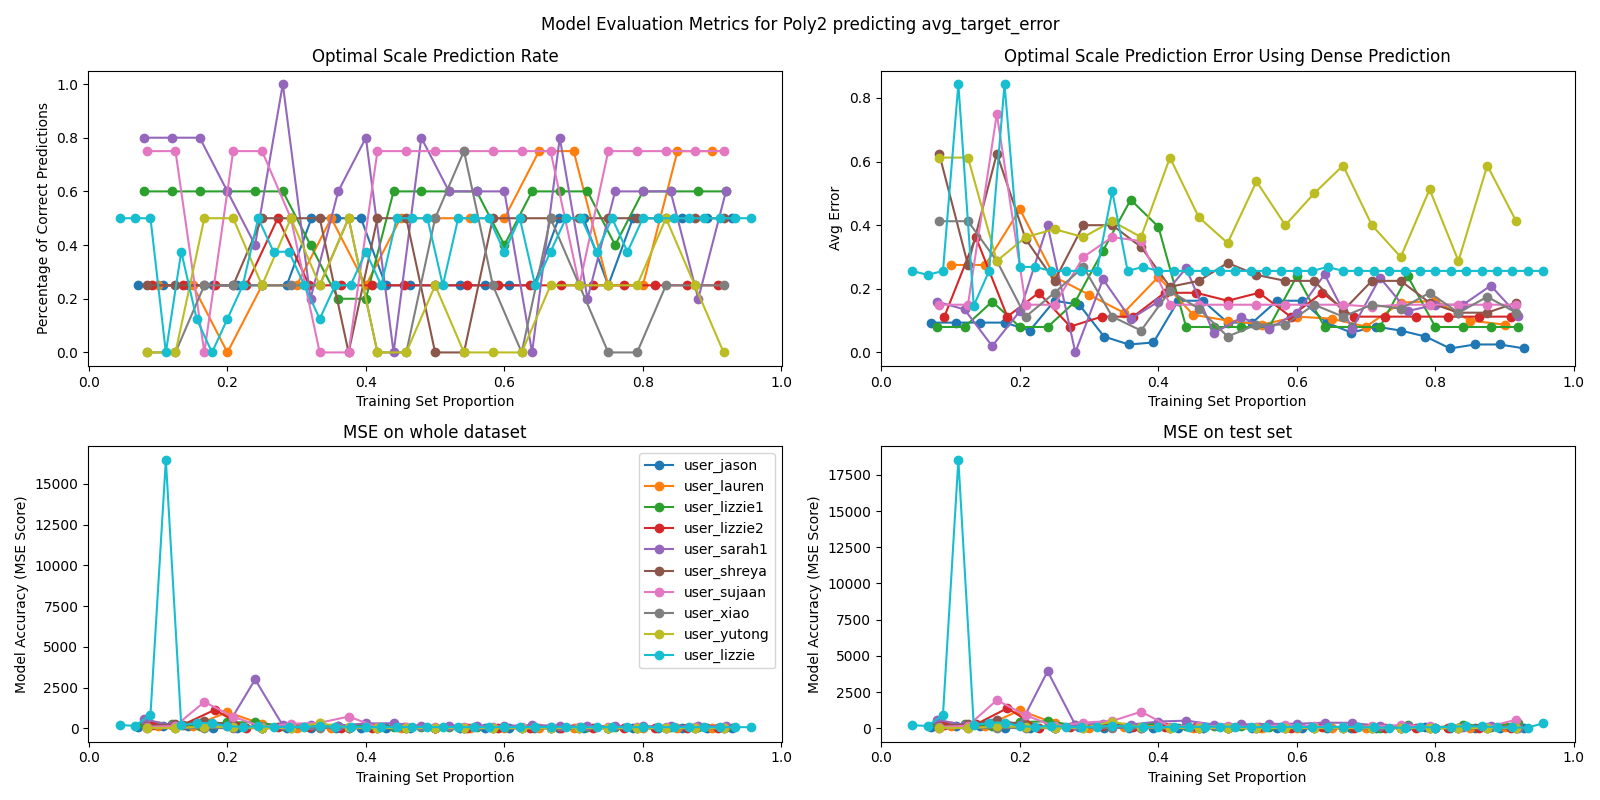 Model Evaluation Metrics for Poly2 predicting avg_target_error
Optimal Scale Prediction Rate
Percentage of Correct Predictions
1.0
0.8
0.6
0.4
0.2
0.0
0.0 0.2 0.4 0.6 0.8 1.0
Training Set Proportion
Optimal Scale Prediction Error Using Dense Prediction
Avg Error
0.8
0.6
0.4
0.2
0.0
0.0 0.2 0.4 0.6 0.8 1.0
Training Set Proportion
MSE on whole dataset
Model Accuracy (MSE Score)
15000
12500
10000
7500
5000
2500
0
0.0 0.2 0.4 0.6 0.8 1.0
Training Set Proportion
user_jason
user_lauren
user_lizzie1
user_lizzie2
user_sarah1
user_shreya
user_sujaan
user_xiao
user_yutong
user_lizzie
MSE on test set
Model Accuracy (MSE Score)
17500
15000
12500
10000
7500
5000
2500
0
0.0 0.2 0.4 0.6 0.8 1.0
Training Set Proportion